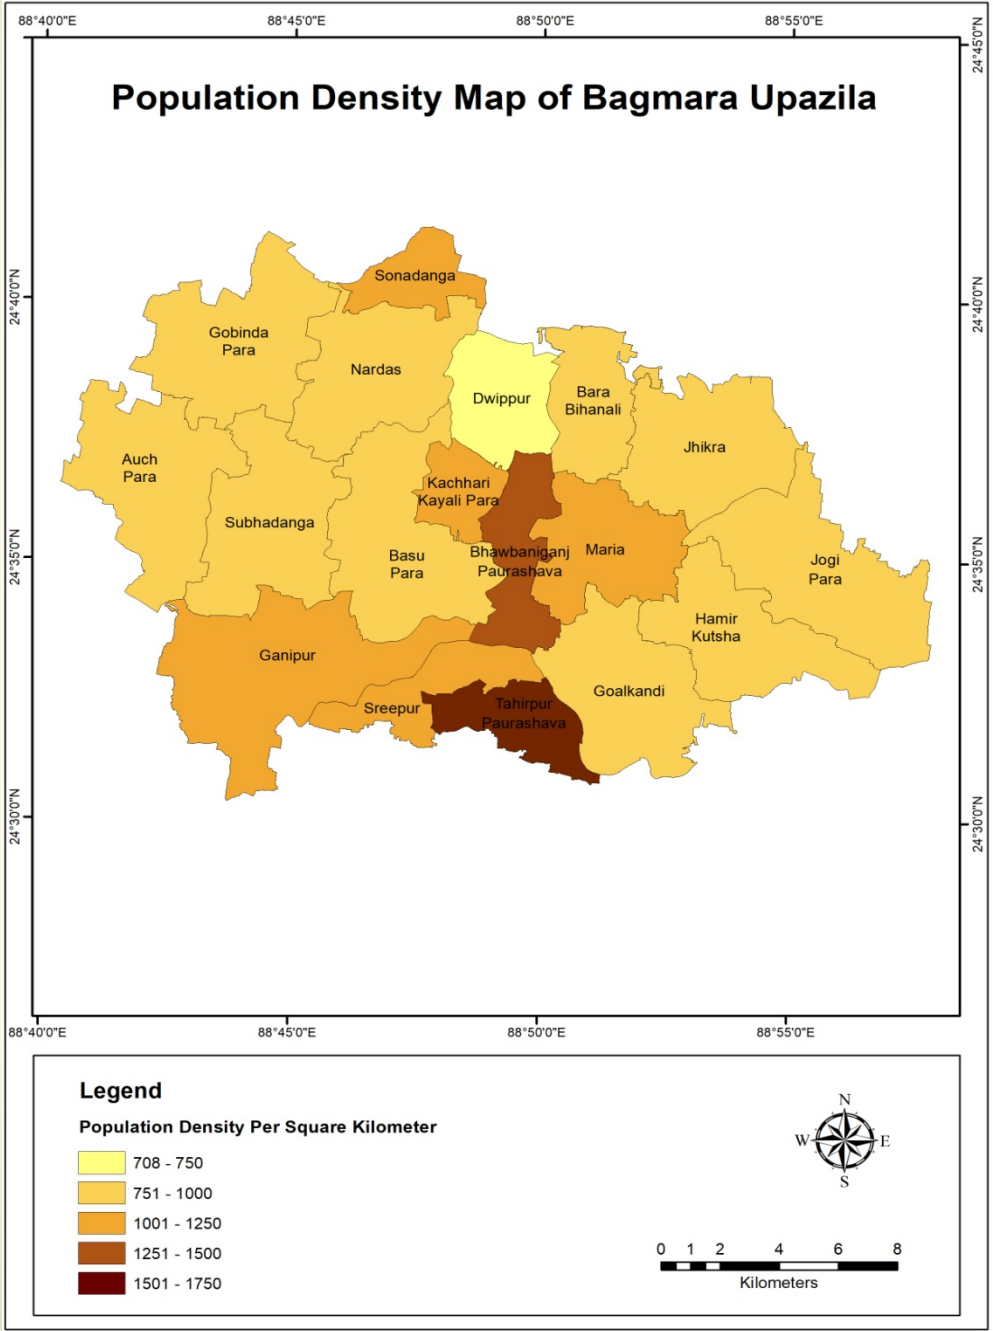 88°40'0"E 88°45'0"E 88°50'0"E 88°55'0"E
24°45'0"N
Population Density Map of Bagmara Upazila
Sonadanga
24°40'0"N
24°40'0"N
Gobinda
Para
Nardas
Dwippur
Bara
Bihanali
Jhikra
Auch
Para
Kachhari
Kayali Para
Subhadanga
Basu
Para
Bhawbaniganj
Paurashava
Maria
Jogi
Para
24°35'0"N
24°35'0"N
Hamir
Kutsha
Ganipur
Goalkandi
Sreepur
Tahirpur
Paurashava
24°30'0"N
24°30'0"N
88°40'0"E 88°45'0"E 88°50'0"E 88°55'0"E
Legend
Population Density Per Square Kilometer
708 - 750
751 - 1000
1001 - 1250
1251 - 1500
1501 - 1750
N
W E
S
0 1 2 4 6 8
Kilometers